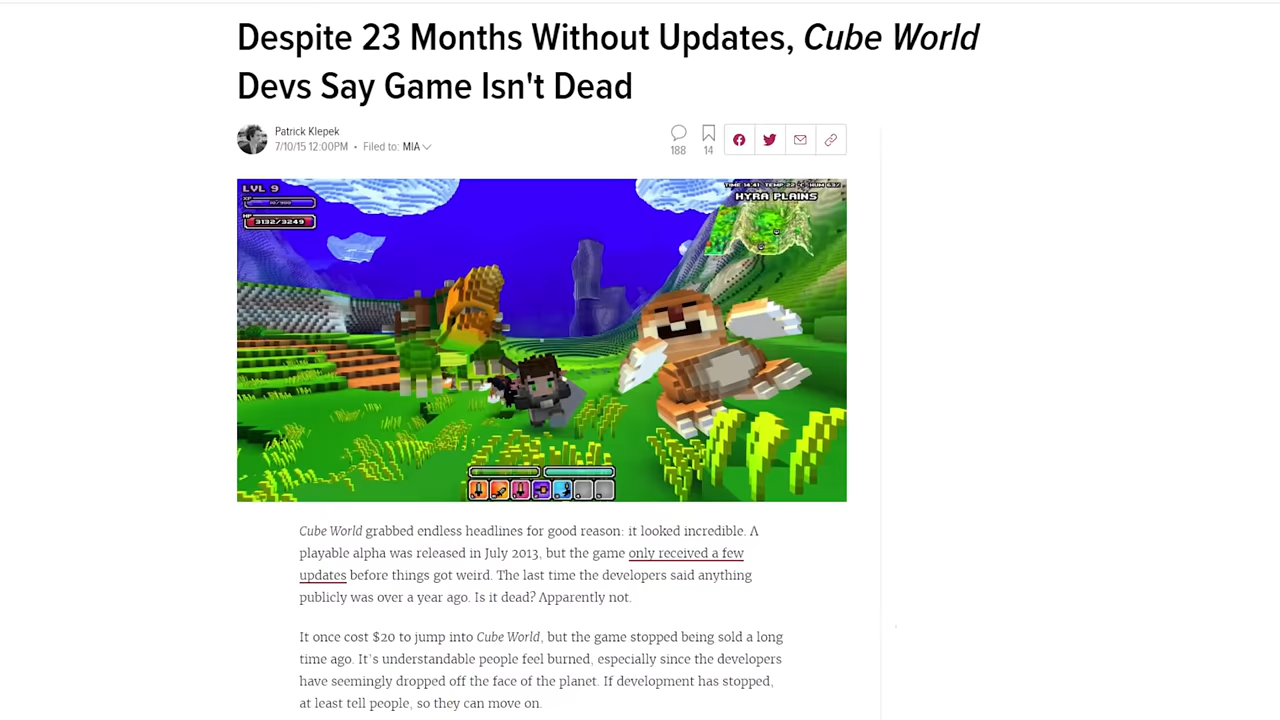 Despite 23 Months Without Updates, Cube World
Devs Say Game Isn't Dead
Patrick Klepek
7/10/15 12:00PM • Filed to: MIA
188
14
LVL 9
XP
HP
3132/3249
HYRA PLAINS
Cube World grabbed endless headlines for good reason: it looked incredible. A
playable alpha was released in July 2013, but the game only received a few
updates before things got weird. The last time the developers said anything
publicly was over a year ago. Is it dead? Apparently not.
It once cost $20 to jump into Cube World, but the game stopped being sold a long
time ago. It's understandable people feel burned, especially since the developers
have seemingly dropped off the face of the planet. If development has stopped,
at least tell people, so they can move on.